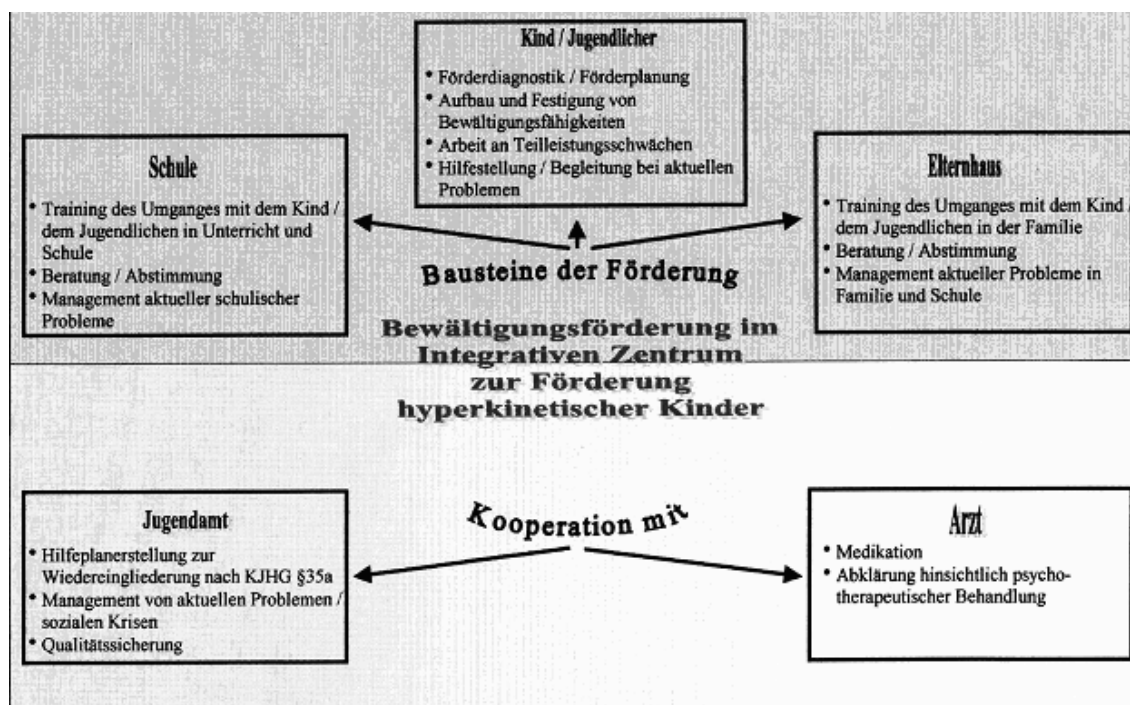 Kind / Jugendlicher
• Förderdiagnostik / Förderplanung
• Aufbau und Festigung von
Bewältigungsfähigkeiten
• Arbeit an Teilleistungsschwächen
• Hilfestellung / Begleitung bei aktuellen
Problemen
Schule
• Training des Umganges mit dem Kind /
dem Jugendlichen in Unterricht und
Schule
• Beratung / Abstimmung
• Management aktueller schulischer
Probleme
Elternhaus
• Training des Umganges mit dem Kind /
dem Jugendlichen in der Familie
• Beratung / Abstimmung
• Management aktueller Probleme in
Familie und Schule
Bausteine der Förderung
Bewältigungsförderung im
Integrativen Zentrum
zur Förderung
hyperkinetischer Kinder
Kooperation mit
Jugendamt
• Hilfeplanerstellung zur
Wiedereingliederung nach KJHG §35a
• Management von aktuellen Problemen /
sozialen Krisen
• Qualitätssicherung
Arzt
• Medikation
• Abklärung hinsichtlich psycho-
therapeutischer Behandlung